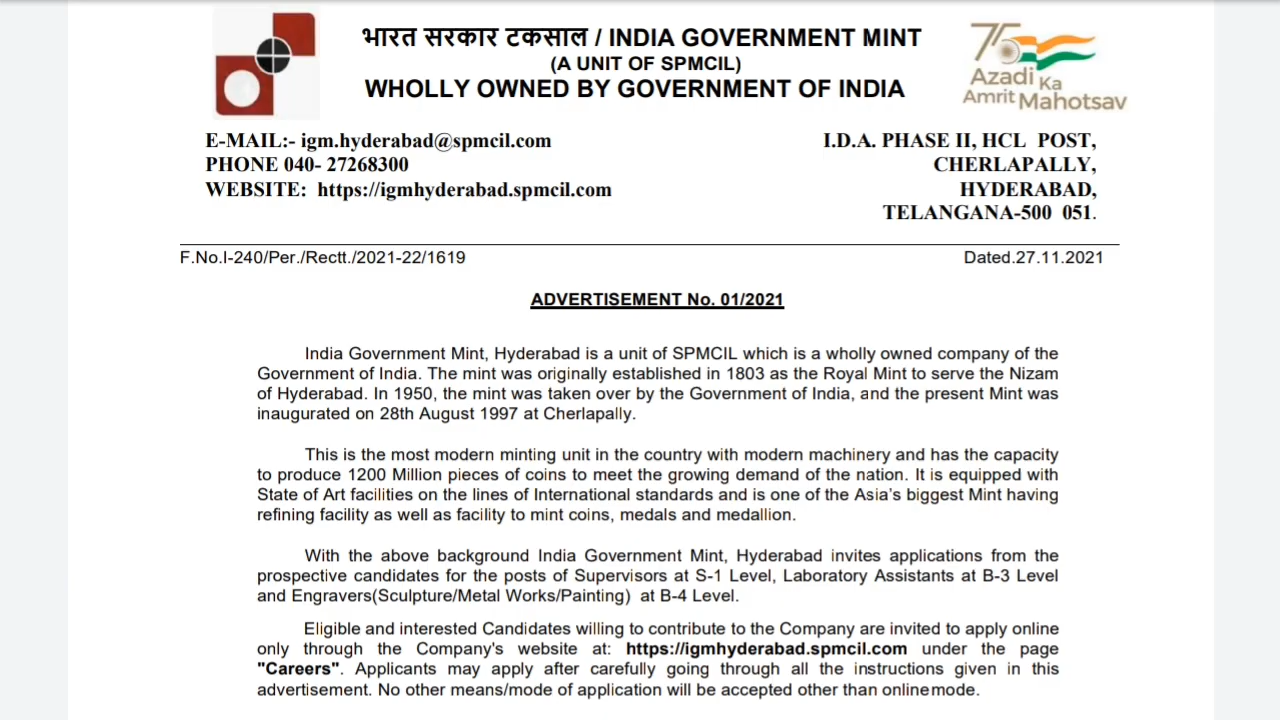 भारत सरकार टकसाल / INDIA GOVERNMENT MINT
(A UNIT OF SPMCIL)
WHOLLY OWNED BY GOVERNMENT OF INDIA
75
Azadi Ka
Amrit Mahotsav
E-MAIL:- igm.hyderabad@spmcil.com
PHONE 040- 27268300
WEBSITE: https://igmhyderabad.spmcil.com
I.D.A. PHASE II, HCL POST,
CHERLAPALLY,
HYDERABAD,
TELANGANA-500 051.
F.No.I-240/Per./Rectt./2021-22/1619
Dated.27.11.2021
ADVERTISEMENT No. 01/2021
India Government Mint, Hyderabad is a unit of SPMCIL which is a wholly owned company of the
Government of India. The mint was originally established in 1803 as the Royal Mint to serve the Nizam
of Hyderabad. In 1950, the mint was taken over by the Government of India, and the present Mint was
inaugurated on 28th August 1997 at Cherlapally.
This is the most modern minting unit in the country with modern machinery and has the capacity
to produce 1200 Million pieces of coins to meet the growing demand of the nation. It is equipped with
State of Art facilities on the lines of International standards and is one of the Asia's biggest Mint having
refining facility as well as facility to mint coins, medals and medallion.
With the above background India Government Mint, Hyderabad invites applications from the
prospective candidates for the posts of Supervisors at S-1 Level, Laboratory Assistants at B-3 Level
and Engravers(Sculpture/Metal Works/Painting) at B-4 Level.
Eligible and interested Candidates willing to contribute to the Company are invited to apply online
only through the Company's website at: https://igmhyderabad.spmcil.com under the page
"Careers". Applicants may apply after carefully going through all the instructions given in this
advertisement. No other means/mode of application will be accepted other than online mode.